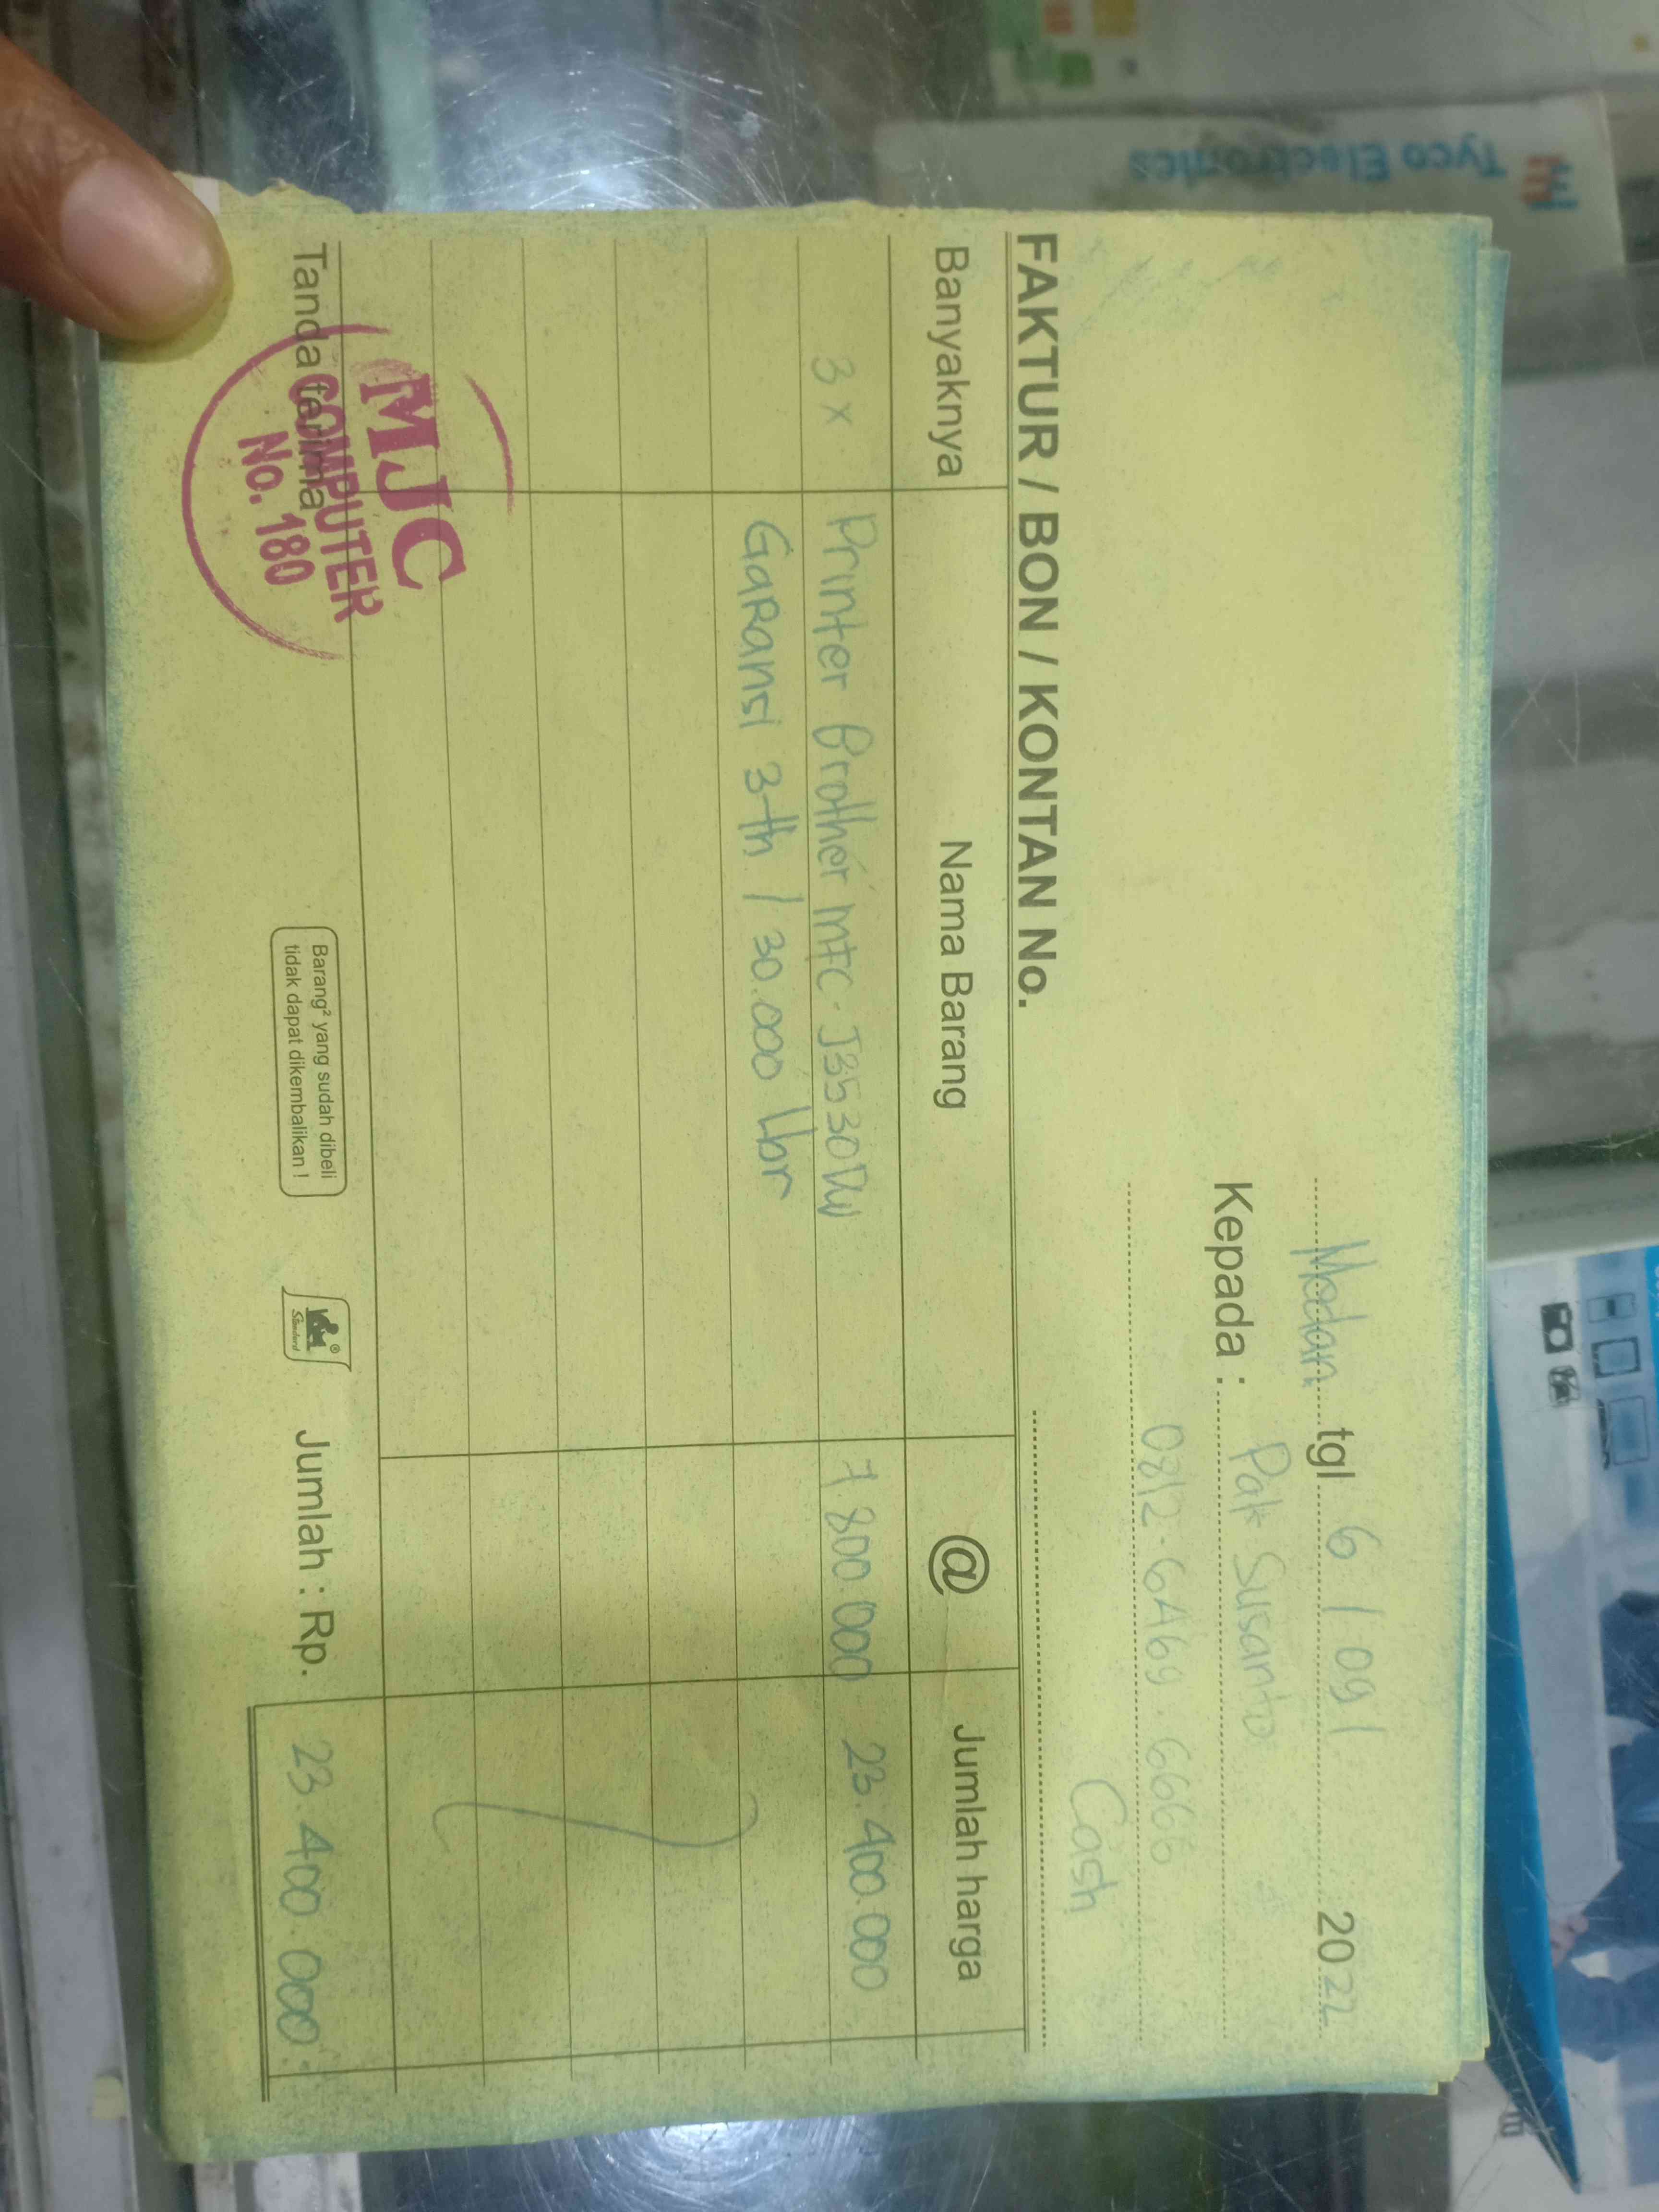 Medan tgl 6 / 09 / 2022
Kepada : Pak Susanto
0812-6469.6666
Cash
FAKTUR / BON / KONTAN No.
Banyaknya Nama Barang @ Jumlah harga
3 x Printer Brother MFC-J3530DW 7.800.000 23.400.000
Garansi 3 th / 30.000 Lbr
Tanda terima
MJC
COMPUTER
No. 180
Barang² yang sudah dibeli
tidak dapat dikembalikan !
Standard
Jumlah : Rp. 23.400.000
Tyco Electronics